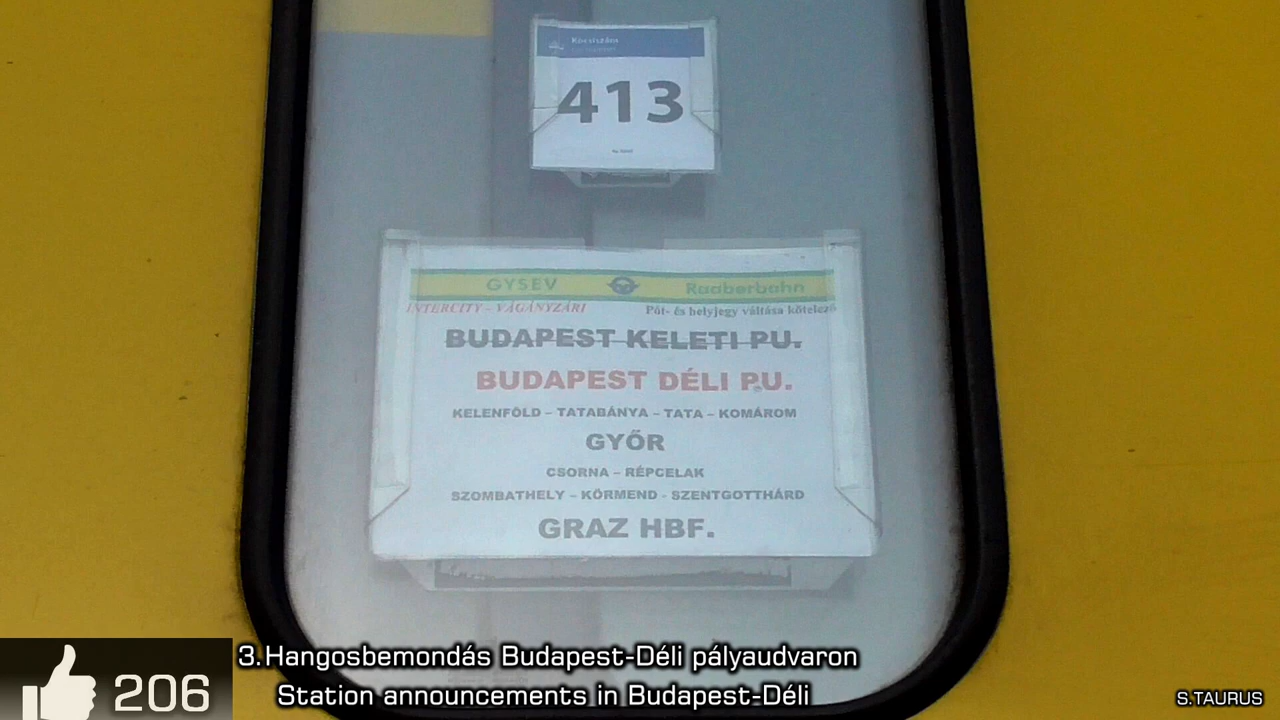 Kocsiszám
413
GYSEV Raaberbahn
INTERCITY – VÁGÁNYZÁRI Pót- és helyjegy váltása kötelező
BUDAPEST KELETI PU.
BUDAPEST DÉLI PU.
KELENFÖLD – TATABÁNYA – TATA – KOMÁROM
GYŐR
CSORNA – RÉPCELAK
SZOMBATHELY – KÖRMEND - SZENTGOTTHÁRD
GRAZ HBF.
3. Hangosbemondás Budapest-Déli pályaudvaron
Station announcements in Budapest-Déli
206
S.TAURUS